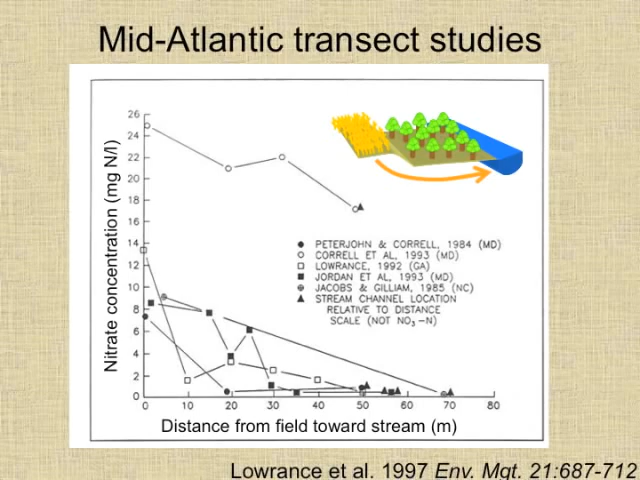 Mid-Atlantic transect studies
Nitrate concentration (mg N/l)
26
24
22
20
18
16
14
12
10
8
6
4
2
0
PETERJOHN & CORRELL, 1984 (MD)
CORRELL ET AL, 1993 (MD)
LOWRANCE, 1992 (GA)
JORDAN ET AL, 1993 (MD)
JACOBS & GILLIAM, 1985 (NC)
STREAM CHANNEL LOCATION
RELATIVE TO DISTANCE
SCALE (NOT NO₃-N)
0 10 20 30 40 50 60 70 80
Distance from field toward stream (m)
Lowrance et al. 1997 Env. Mgt. 21:687-712